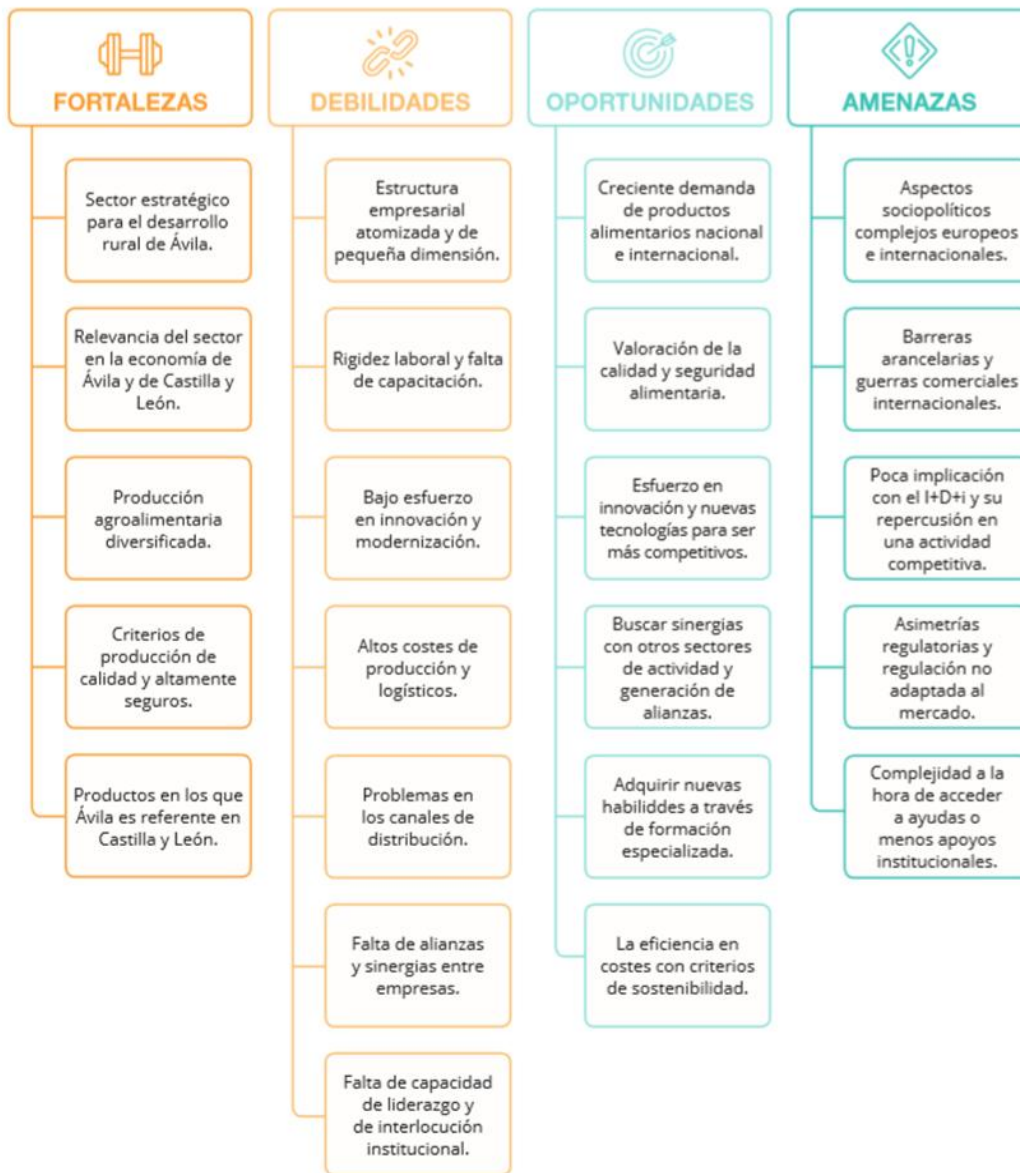 FORTALEZAS
Sector estratégico
para el desarrollo
rural de Ávila.
Relevancia del sector
en la economía de
Ávila y de Castilla y
León.
Producción
agroalimentaria
diversificada.
Criterios de
producción de
calidad y altamente
seguros.
Productos en los que
Ávila es referente en
Castilla y León.
DEBILIDADES
Estructura
empresarial
atomizada y de
pequeña dimensión.
Rigidez laboral y falta
de capacitación.
Bajo esfuerzo
en innovación y
modernización.
Altos costes de
producción y
logísticos.
Problemas en
los canales de
distribución.
Falta de alianzas
y sinergias entre
empresas.
Falta de capacidad
de liderazgo y
de interlocución
institucional.
OPORTUNIDADES
Creciente demanda
de productos
alimentarios nacional
e internacional.
Valoración de la
calidad y seguridad
alimentaria.
Esfuerzo en
innovación y nuevas
tecnologías para ser
más competitivos.
Buscar sinergias
con otros sectores
de actividad y
generación de
alianzas.
Adquirir nuevas
habiliddes a través
de formación
especializada.
La eficiencia en
costes con criterios
de sostenibilidad.
AMENAZAS
Aspectos
sociopolíticos
complejos europeos
e internacionales.
Barreras
arancelarias y
guerras comerciales
internacionales.
Poca implicación
con el I+D+i y su
repercusión en
una actividad
competitiva.
Asimetrías
regulatorias y
regulación no
adaptada al
mercado.
Complejidad a la
hora de acceder
a ayudas o
menos apoyos
institucionales.